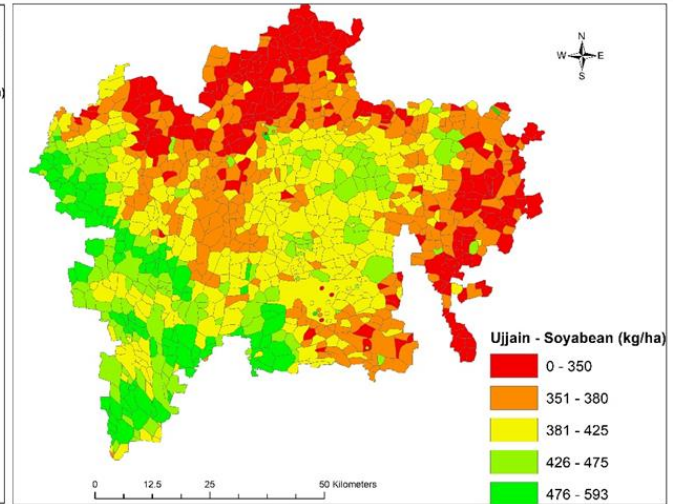 )
N
W E
S
Ujjain - Soyabean (kg/ha)
0 - 350
351 - 380
381 - 425
426 - 475
476 - 593
0 12.5 25 50 Kilometers